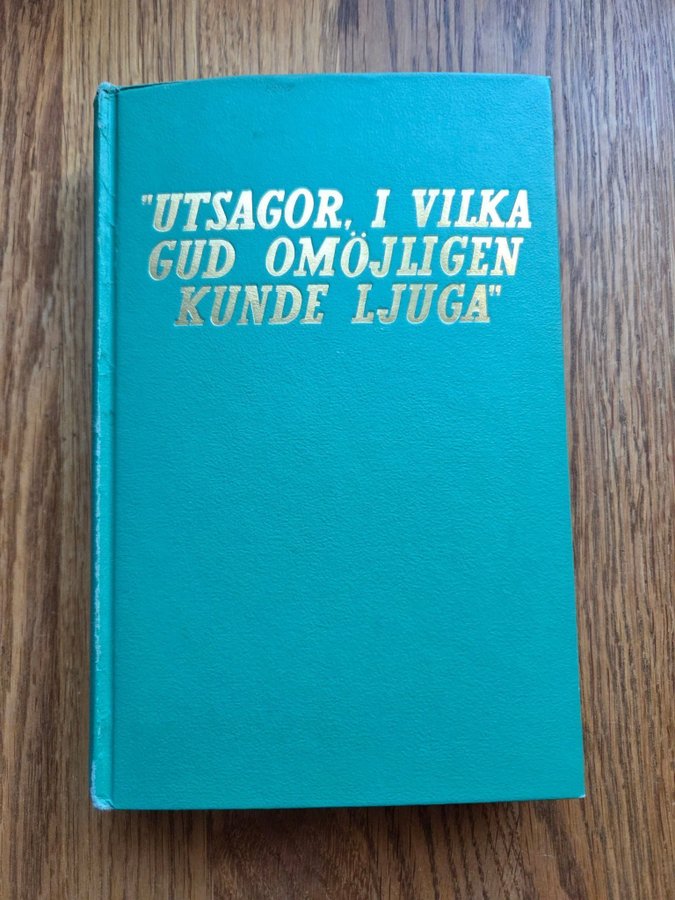 "UTSAGOR, I VILKA
GUD OMÖJLIGEN
KUNDE LJUGA"